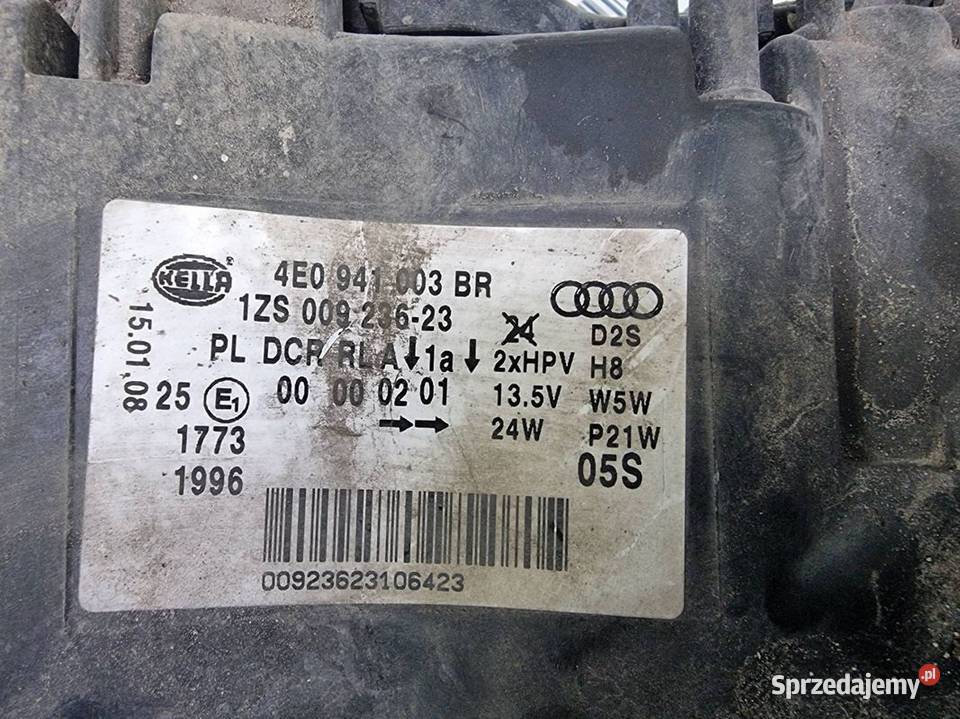 HELLA ®
4E0 941 003 BR
1ZS 009 236-23
D2S
PL DCR RL A↓1a↓ 2xHPV H8
25 E1 00 00 02 01 13.5V W5W
→→ 24W P21W
1773
1996
05S
15.01.08
00923623106423
Sprzedajemy.pl